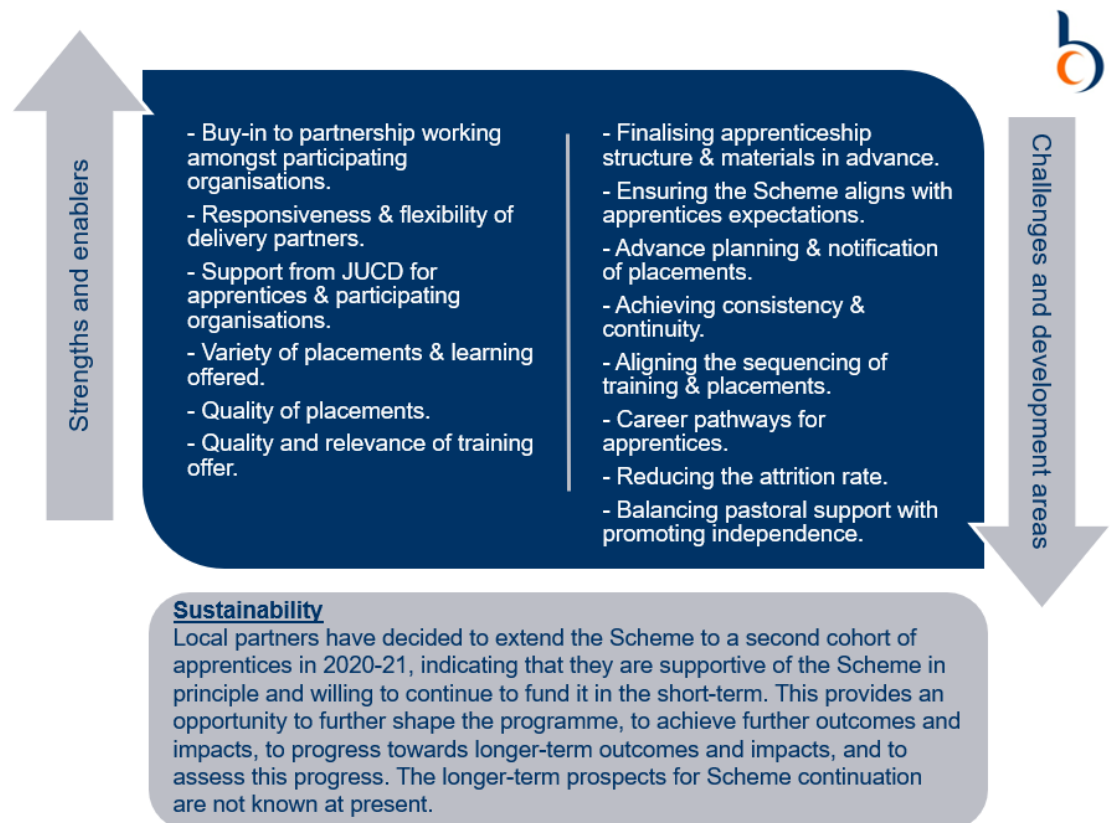 Strengths and enablers
- Buy-in to partnership working
amongst participating
organisations.
- Responsiveness & flexibility of
delivery partners.
- Support from JUCD for
apprentices & participating
organisations.
- Variety of placements & learning
offered.
- Quality of placements.
- Quality and relevance of training
offer.
- Finalising apprenticeship
structure & materials in advance.
- Ensuring the Scheme aligns with
apprentices expectations.
- Advance planning & notification
of placements.
- Achieving consistency &
continuity.
- Aligning the sequencing of
training & placements.
- Career pathways for
apprentices.
- Reducing the attrition rate.
- Balancing pastoral support with
promoting independence.
Challenges and development areas
Sustainability
Local partners have decided to extend the Scheme to a second cohort of
apprentices in 2020-21, indicating that they are supportive of the Scheme in
principle and willing to continue to fund it in the short-term. This provides an
opportunity to further shape the programme, to achieve further outcomes and
impacts, to progress towards longer-term outcomes and impacts, and to
assess this progress. The longer-term prospects for Scheme continuation
are not known at present.